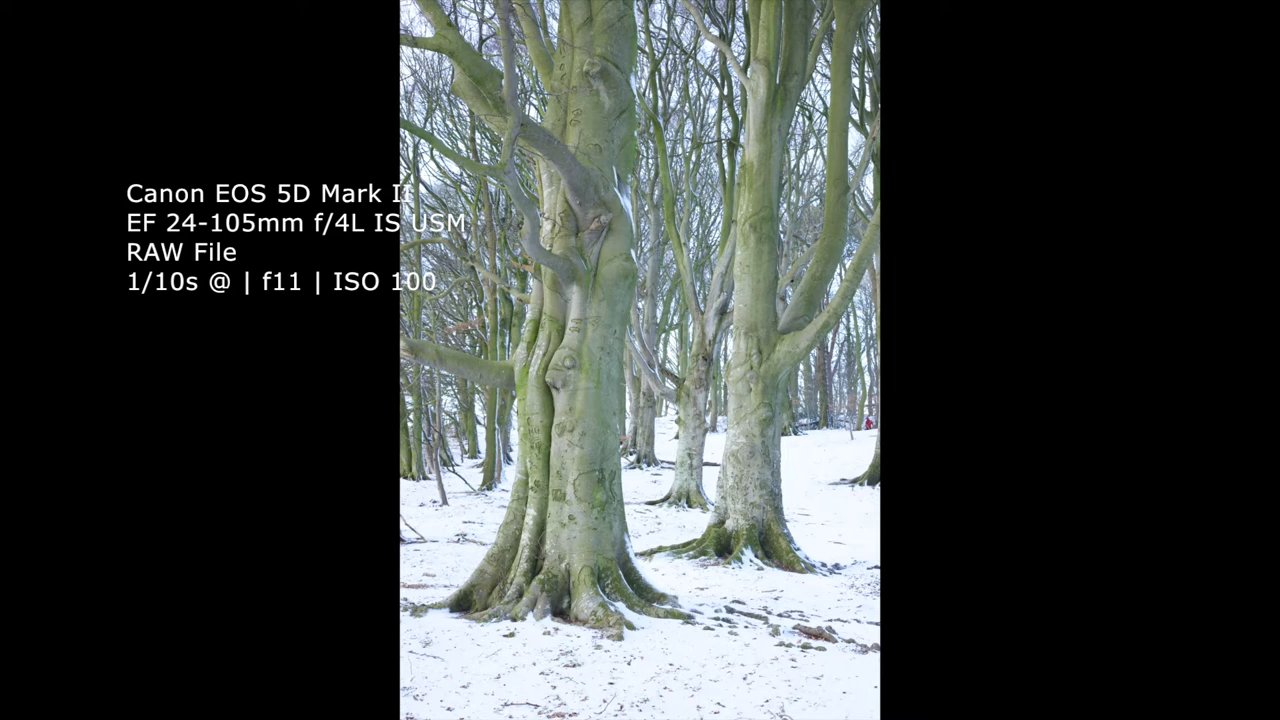 Canon EOS 5D Mark II
EF 24-105mm f/4L IS USM
RAW File
1/10s @ | f11 | ISO 100